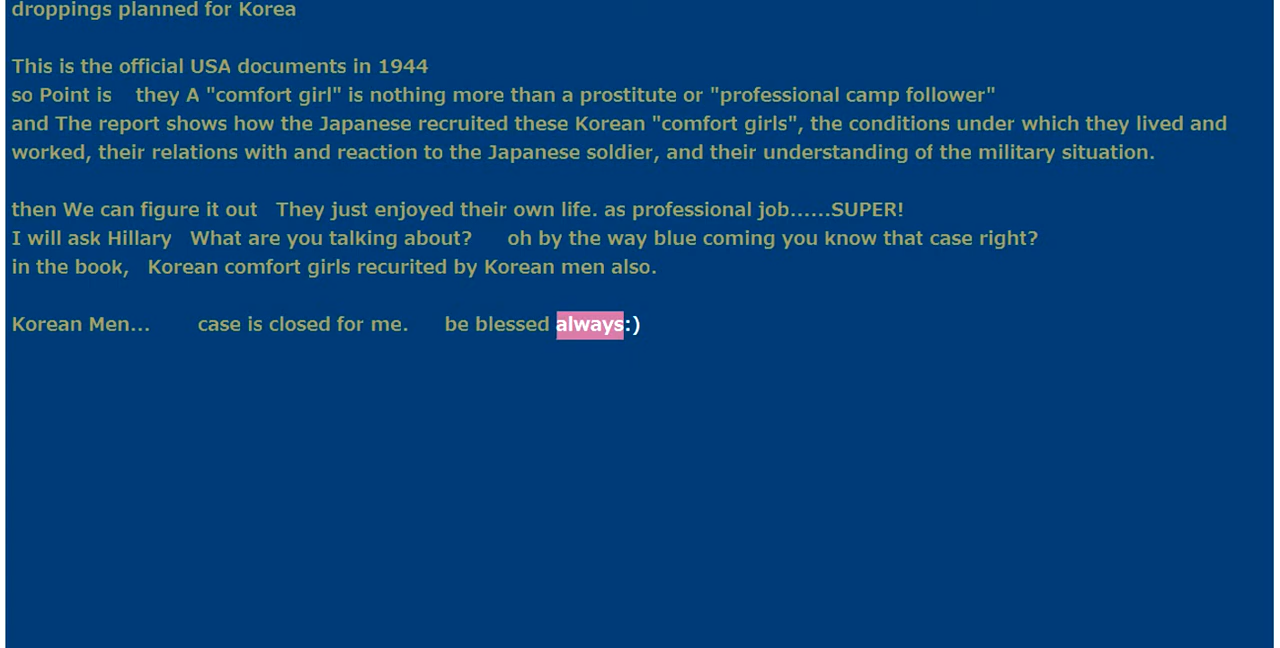 droppings planned for Korea
This is the official USA documents in 1944
so Point is they A "comfort girl" is nothing more than a prostitute or "professional camp follower"
and The report shows how the Japanese recruited these Korean "comfort girls", the conditions under which they lived and
worked, their relations with and reaction to the Japanese soldier, and their understanding of the military situation.
then We can figure it out They just enjoyed their own life. as professional job......SUPER!
I will ask Hillary What are you talking about? oh by the way blue coming you know that case right?
in the book, Korean comfort girls recurited by Korean men also.
Korean Men... case is closed for me. be blessed always:)